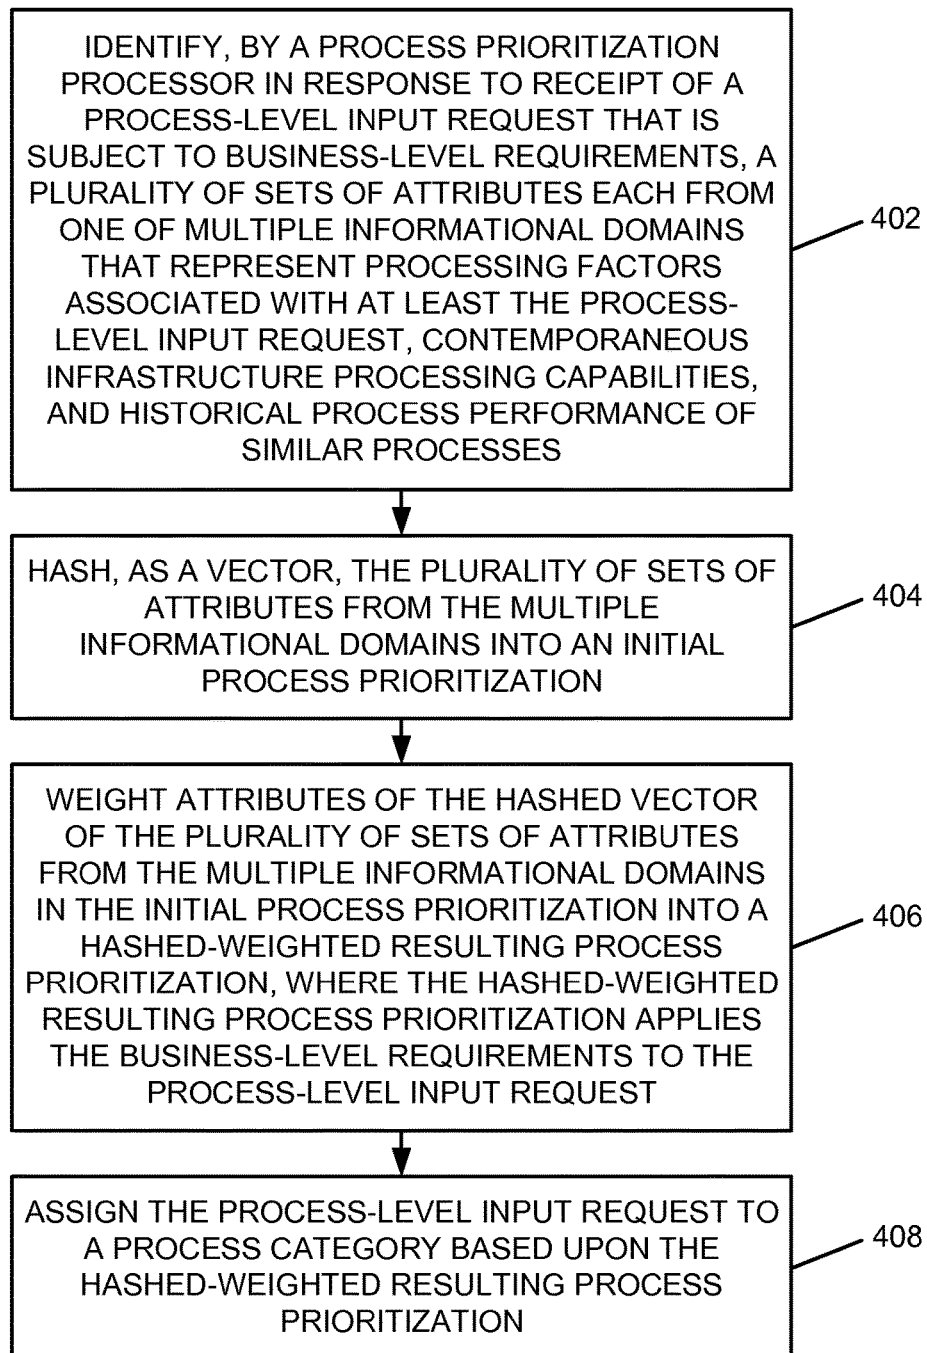 IDENTIFY, BY A PROCESS PRIORITIZATION
PROCESSOR IN RESPONSE TO RECEIPT OF A
PROCESS-LEVEL INPUT REQUEST THAT IS
SUBJECT TO BUSINESS-LEVEL REQUIREMENTS, A
PLURALITY OF SETS OF ATTRIBUTES EACH FROM
ONE OF MULTIPLE INFORMATIONAL DOMAINS
THAT REPRESENT PROCESSING FACTORS
ASSOCIATED WITH AT LEAST THE PROCESS-
LEVEL INPUT REQUEST, CONTEMPORANEOUS
INFRASTRUCTURE PROCESSING CAPABILITIES,
AND HISTORICAL PROCESS PERFORMANCE OF
SIMILAR PROCESSES
402
HASH, AS A VECTOR, THE PLURALITY OF SETS OF
ATTRIBUTES FROM THE MULTIPLE
INFORMATIONAL DOMAINS INTO AN INITIAL
PROCESS PRIORITIZATION
404
WEIGHT ATTRIBUTES OF THE HASHED VECTOR
OF THE PLURALITY OF SETS OF ATTRIBUTES
FROM THE MULTIPLE INFORMATIONAL DOMAINS
IN THE INITIAL PROCESS PRIORITIZATION INTO A
HASHED-WEIGHTED RESULTING PROCESS
PRIORITIZATION, WHERE THE HASHED-WEIGHTED
RESULTING PROCESS PRIORITIZATION APPLIES
THE BUSINESS-LEVEL REQUIREMENTS TO THE
PROCESS-LEVEL INPUT REQUEST
406
ASSIGN THE PROCESS-LEVEL INPUT REQUEST TO
A PROCESS CATEGORY BASED UPON THE
HASHED-WEIGHTED RESULTING PROCESS
PRIORITIZATION
408